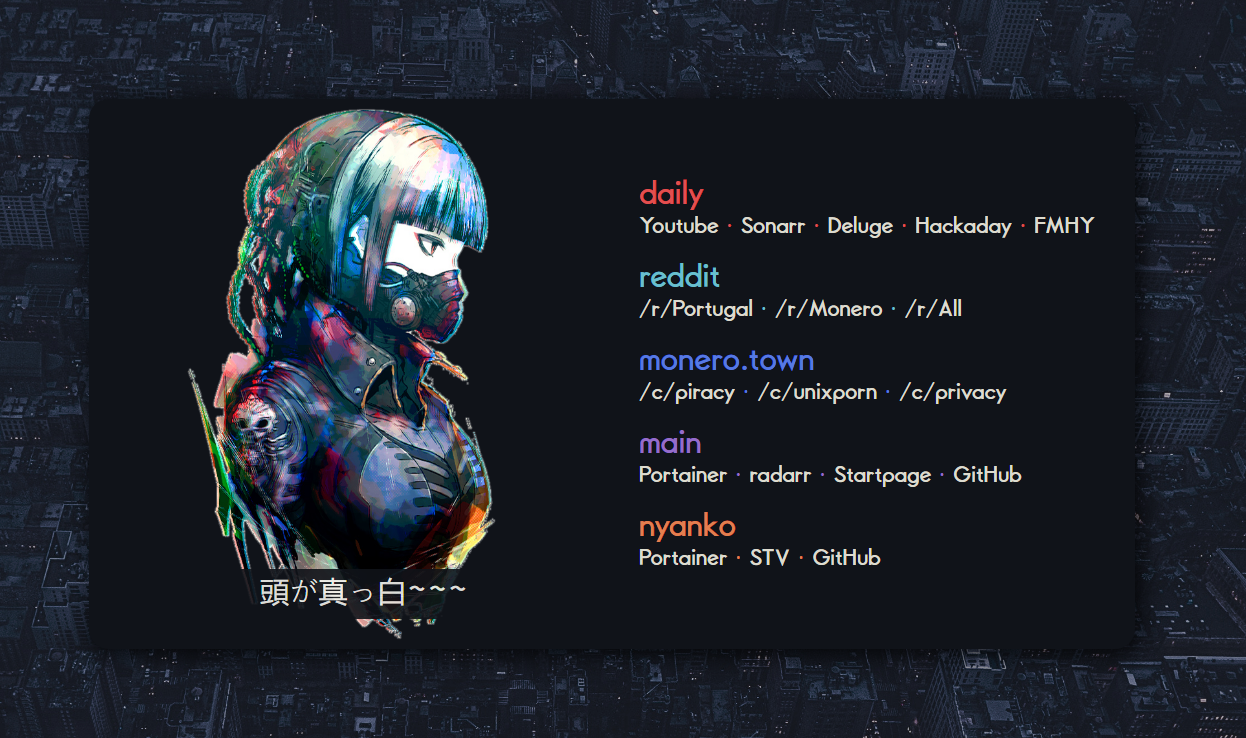 daily
Youtube · Sonarr · Deluge · Hackaday · FMHY
reddit
/r/Portugal · /r/Monero · /r/All
monero.town
/c/piracy · /c/unixporn · /c/privacy
main
Portainer · radarr · Startpage · GitHub
nyanko
Portainer · STV · GitHub
頭が真っ白~~~